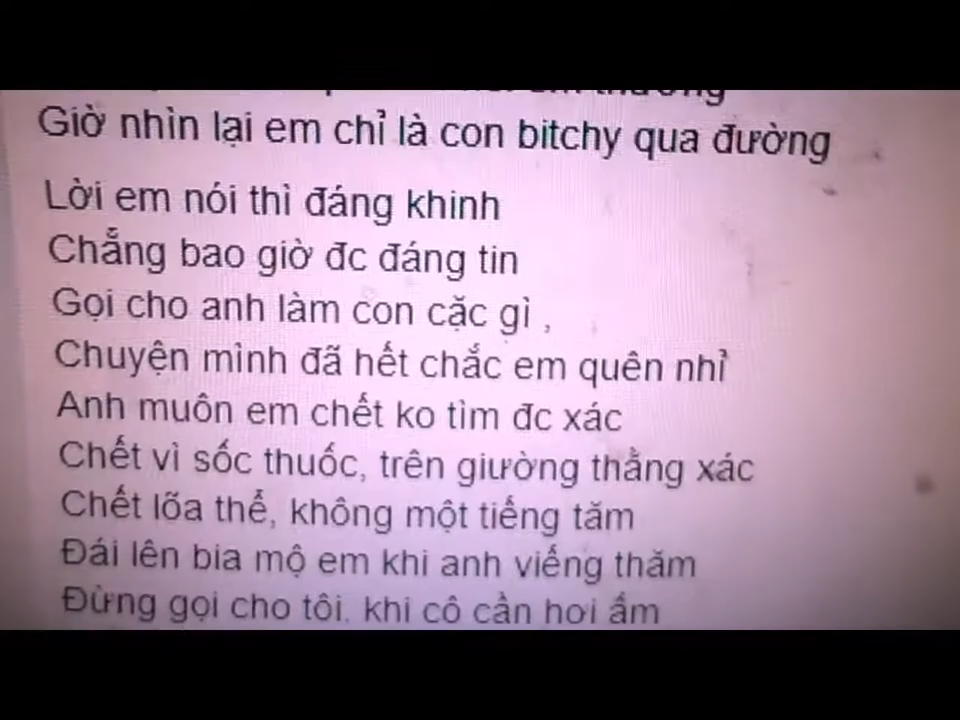 thương
Giờ nhìn lại em chỉ là con bitchy qua đường
Lời em nói thì đáng khinh
Chẳng bao giờ đc đáng tin
Gọi cho anh làm con cặc gì ,
Chuyện mình đã hết chắc em quên nhỉ
Anh muôn em chết ko tìm đc xác
Chết vì sốc thuốc, trên giường thằng xác
Chết lõa thể, không một tiếng tăm
Đái lên bia mộ em khi anh viếng thăm
Đừng gọi cho tôi. khi cô cần hơi ấm